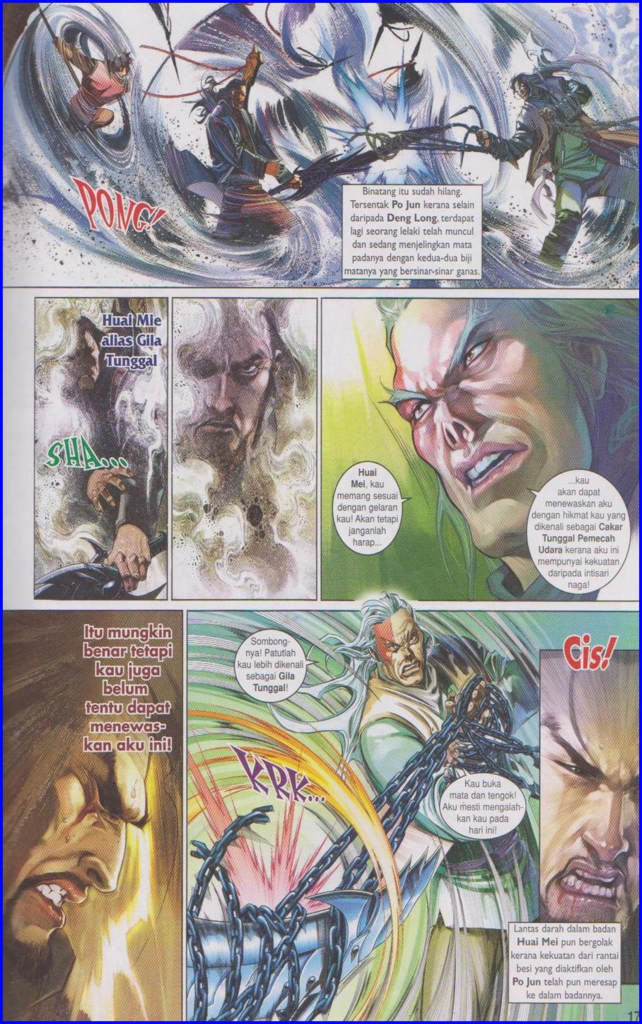 PONG!
Binatang itu sudah hilang.
Tersentak Po Jun kerana selain
daripada Deng Long, terdapat
lagi seorang lelaki telah muncul
dan sedang menjelingkan mata
padanya dengan kedua-dua biji
matanya yang bersinar-sinar ganas.
Huai Mie
alias Gila
Tunggal
SHA...
Huai
Mei, kau
memang sesuai
dengan gelaran
kau! Akan tetapi
janganlah
harap...
...kau
akan dapat
menewaskan aku
dengan hikmat kau yang
dikenali sebagai Cakar
Tunggal Pemecah
Udara kerana aku ini
mempunyai kekuatan
daripada intisari
naga!
Itu mungkin
benar tetapi
kau juga
belum
tentu dapat
menewas-
kan aku ini!
Sombong-
nya! Patutlah
kau lebih dikenali
sebagai Gila
Tunggal!
KRK...
Kau buka
mata dan tengok!
Aku mesti mengalah-
kan kau pada
hari ini!
Cis!
Lantas darah dalam badan
Huai Mei pun bergolak
kerana kekuatan dari rantai
besi yang diaktifkan oleh
Po Jun telah pun meresap
ke dalam badannya.
17